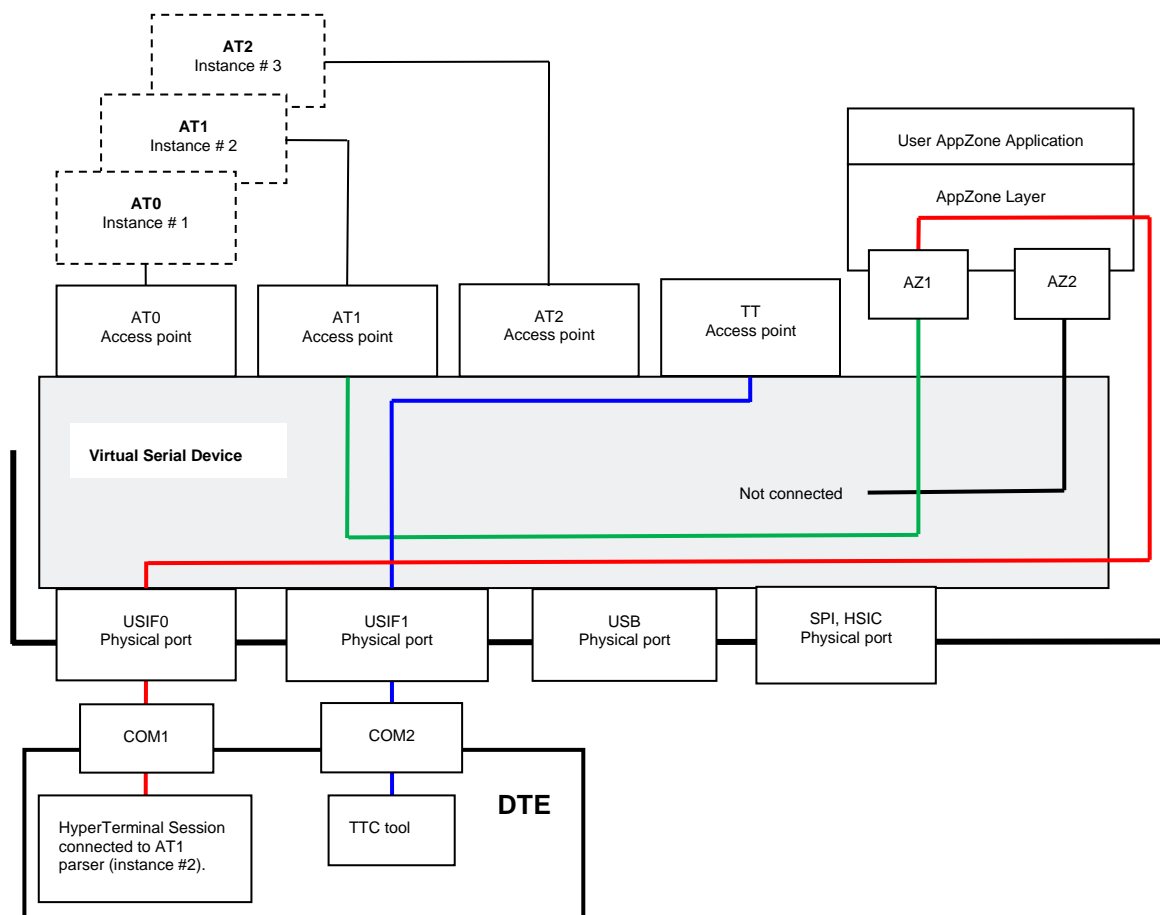 AT2
Instance # 3
AT1
Instance # 2
AT0
Instance # 1
User AppZone Application
AppZone Layer
AZ1
AZ2
AT0
Access point
AT1
Access point
AT2
Access point
TT
Access point
Virtual Serial Device
Not connected
USIF0
Physical port
USIF1
Physical port
USB
Physical port
SPI, HSIC
Physical port
COM1
COM2
DTE
HyperTerminal Session
connected to AT1
parser (instance #2).
TTC tool